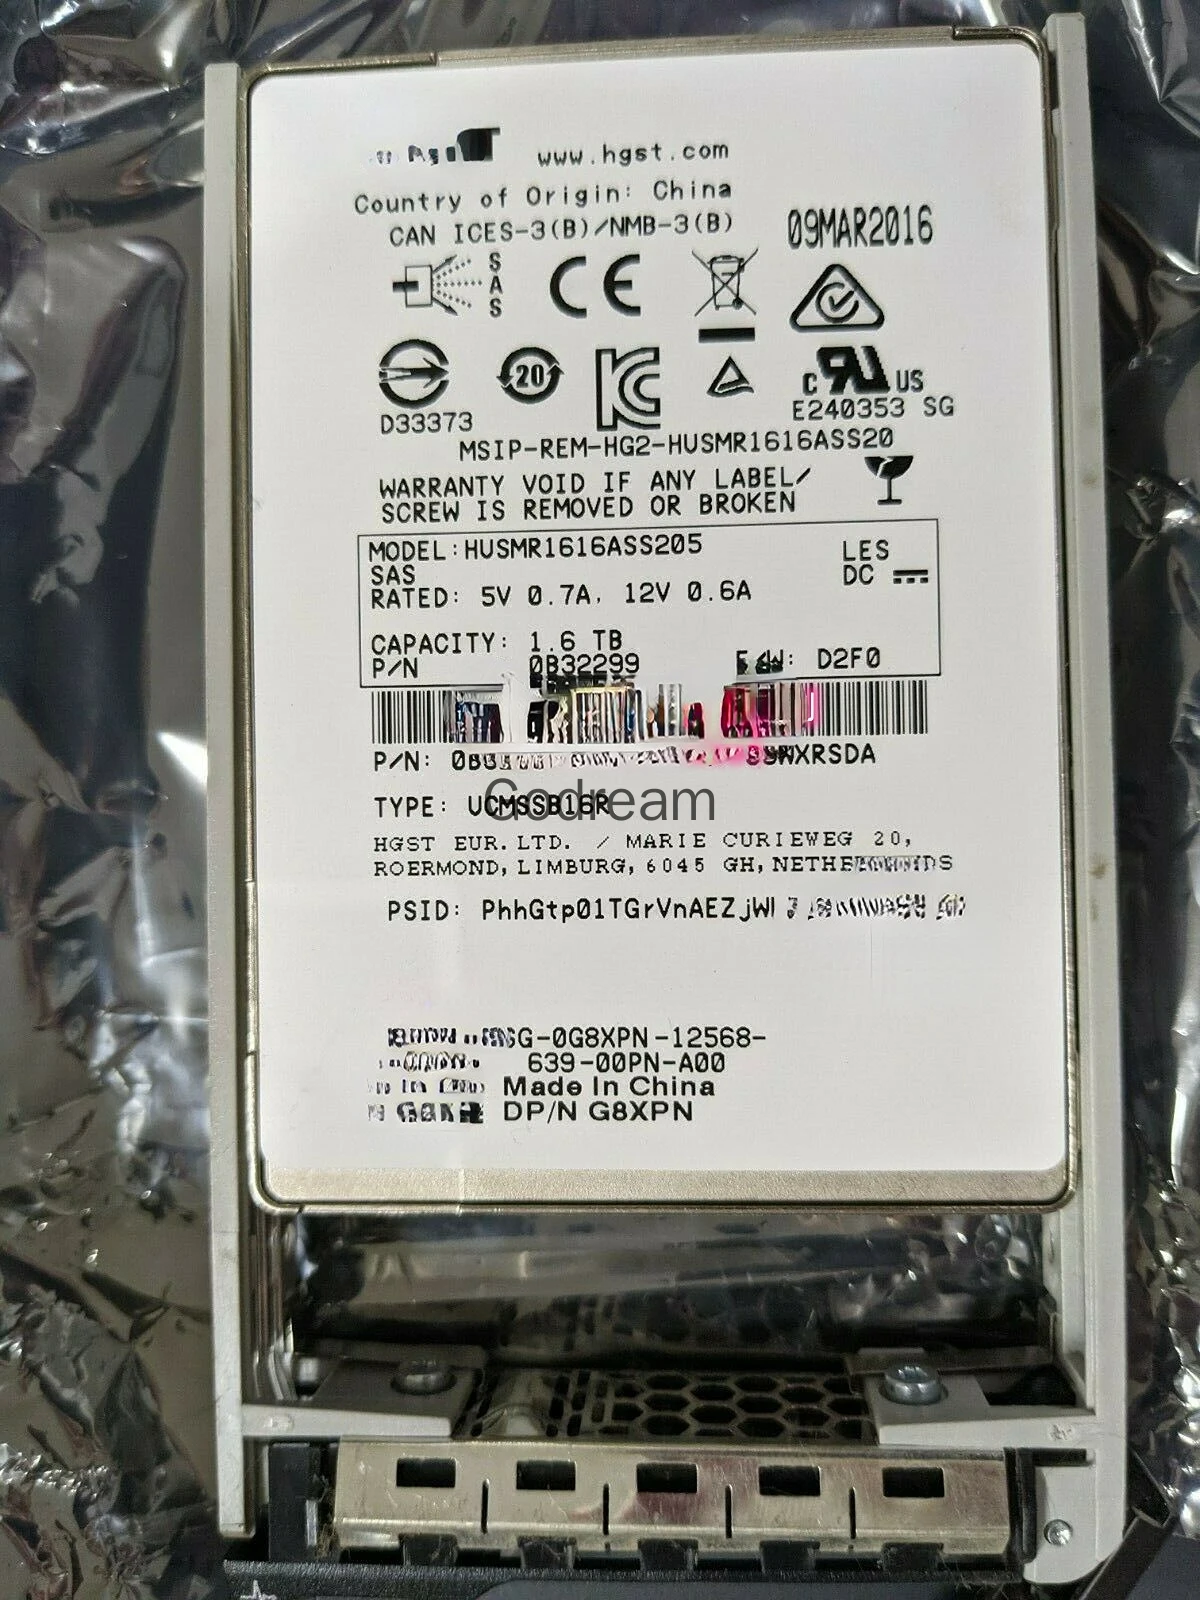 www.hgst.com
Country of Origin: China
CAN ICES-3(B)/NMB-3(B)
09MAR2016
SAS
CE
20
D33373
C US
E240353 SG
MSIP-REM-HG2-HUSMR1616ASS20
WARRANTY VOID IF ANY LABEL/
SCREW IS REMOVED OR BROKEN
MODEL:HUSMR1616ASS205 LES
SAS DC
RATED: 5V 0.7A, 12V 0.6A
CAPACITY: 1.6 TB
P/N 0B32299 F/W: D2F0
P/N:
TYPE: UCMSSB16R
Godream
HGST EUR.LTD. / MARIE CURIEWEG 20,
ROERMOND, LIMBURG, 6045 GH,
PSID: PhhGtp01TGrVnAEZjW
G-0G8XPN-12568-
639-00PN-A00
Made In China
DP/N G8XPN